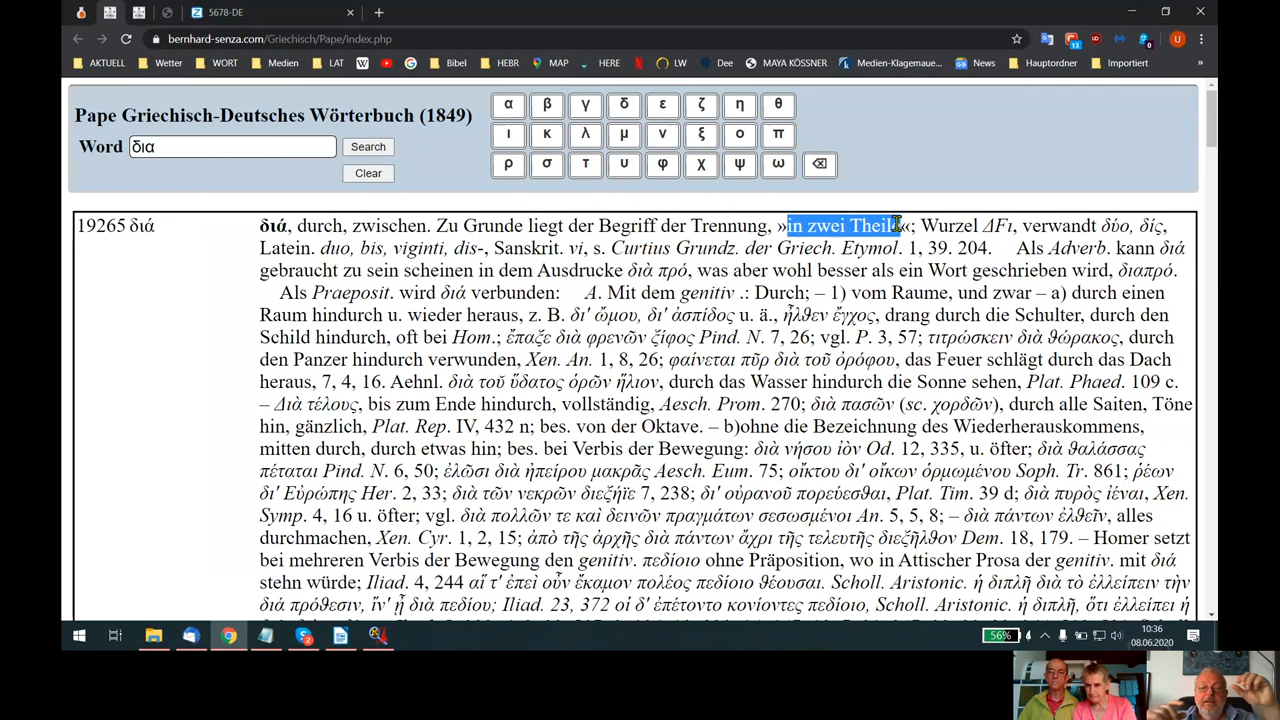 5678-DE
bernhard-senza.com/Griechisch/Pape/index.php
AKTUELL Wetter WORT Medien LAT Bibel HEBR MAP HERE LW Dee MAYA KÖSSNER Medien-Klagemaue... News Hauptordner Importiert »
Pape Griechisch-Deutsches Wörterbuch (1849)
Word δια Search
Clear
α β γ δ ε ζ η θ
ι κ λ μ ν ξ ο π
ρ σ τ υ φ χ ψ ω
19265 διά
διά, durch, zwischen. Zu Grunde liegt der Begriff der Trennung, »in zwei Theile«; Wurzel ΔFι, verwandt δύο, δίς,
Latein. duo, bis, viginti, dis-, Sanskrit. vi, s. Curtius Grundz. der Griech. Etymol. 1, 39. 204. Als Adverb. kann διά
gebraucht zu sein scheinen in dem Ausdrucke διὰ πρό, was aber wohl besser als ein Wort geschrieben wird, διαπρό.
Als Praeposit. wird διά verbunden: A. Mit dem genitiv .: Durch; – 1) vom Raume, und zwar – a) durch einen
Raum hindurch u. wieder heraus, z. B. δι' ὤμου, δι' ἀσπίδος u. ä., ἦλθεν ἔγχος, drang durch die Schulter, durch den
Schild hindurch, oft bei Hom.; ἔπαξε διὰ φρενῶν ξίφος Pind. N. 7, 26; vgl. P. 3, 57; τιτρώσκειν διὰ θώρακος, durch
den Panzer hindurch verwunden, Xen. An. 1, 8, 26; φαίνεται πῦρ διὰ τοῦ ὀρόφου, das Feuer schlägt durch das Dach
heraus, 7, 4, 16. Aehnl. διὰ τοῦ ὕδατος ὁρῶν ἥλιον, durch das Wasser hindurch die Sonne sehen, Plat. Phaed. 109 c.
– Διὰ τέλους, bis zum Ende hindurch, vollständig, Aesch. Prom. 270; διὰ πασῶν (sc. χορδῶν), durch alle Saiten, Töne
hin, gänzlich, Plat. Rep. IV, 432 n; bes. von der Oktave. – b)ohne die Bezeichnung des Wiederherauskommens,
mitten durch, durch etwas hin; bes. bei Verbis der Bewegung: διὰ νήσου ἰὸν Od. 12, 335, u. öfter; διὰ θαλάσσας
πέταται Pind. N. 6, 50; ἐλῶσι διὰ ἠπείρου μακρᾶς Aesch. Eum. 75; οἴκτου δι' οἴκων ὁρμωμένου Soph. Tr. 861; ῥέων
δι' Εὐρώπης Her. 2, 33; διὰ τῶν νεκρῶν διεξήϊε 7, 238; δι' οὐρανοῦ πορεύεσθαι, Plat. Tim. 39 d; διὰ πυρὸς ἰέναι, Xen.
Symp. 4, 16 u. öfter; vgl. διὰ πολλῶν τε καὶ δεινῶν πραγμάτων σεσωσμένοι An. 5, 5, 8; – διὰ πάντων ἐλθεῖν, alles
durchmachen, Xen. Cyr. 1, 2, 15; ἀπὸ τῆς ἀρχῆς διὰ πάντων ἄχρι τῆς τελευτῆς διεξῆλθον Dem. 18, 179. – Homer setzt
bei mehreren Verbis der Bewegung den genitiv. πεδίοιο ohne Präposition, wo in Attischer Prosa der genitiv. mit διά
stehn würde; Iliad. 4, 244 αἵ τ' ἐπεὶ οὖν ἔκαμον πολέος πεδίοιο θέουσαι. Scholl. Aristonic. ἡ διπλῆ διὰ τὸ ἐλλείπειν τὴν
διά πρόθεσιν, ἵν' ᾖ διὰ πεδίου; Iliad. 23, 372 οἱ δ' ἐπέτοντο κονίοντες πεδίοιο, Scholl. Aristonic. ἡ διπλῆ, ὅτι ἐλλείπει ἡ
56% 10:36
08.06.2020